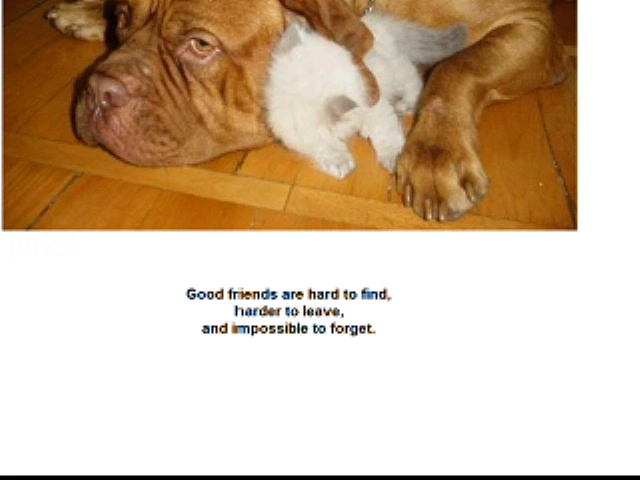 Good friends are hard to find,
harder to leave,
and impossible to forget.